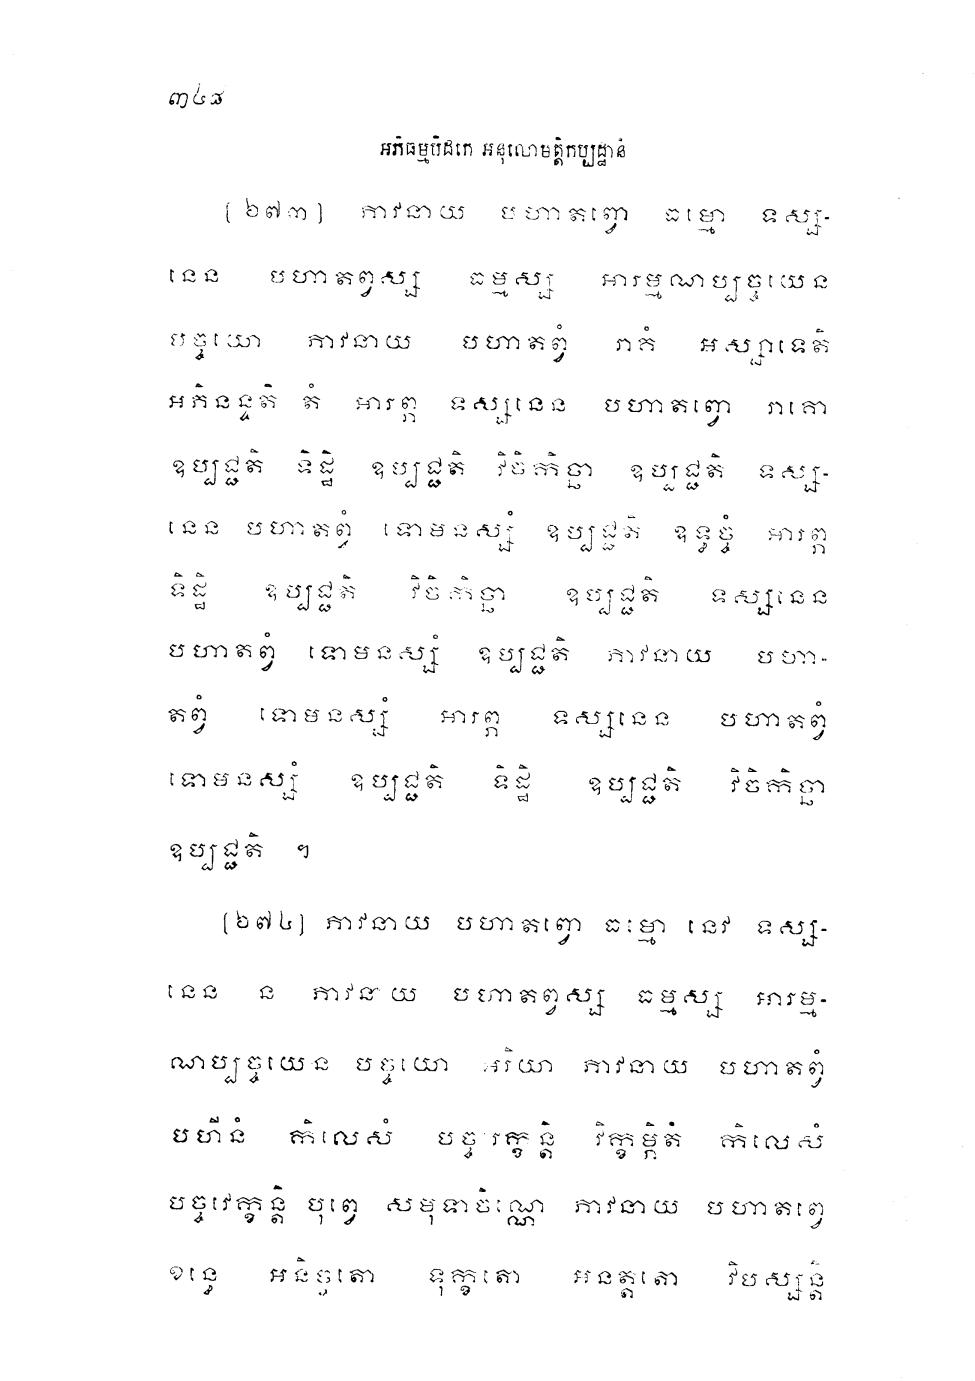 ៣៤៨
អភិធម្មបិដកេ អនុលោមត្តិកប្បដ្ឋានំ
[២៧៣] ភាវនាយ បហាតព្វោ ធម្មោ ទស្ស-
នេន បហាតព្វស្ស ធម្មស្ស អារម្មណប្បច្ចយេន
បច្ចយោ ភាវនាយ បហាតព្វំ រាគំ អស្សាទេតិ
អភិនន្ទតិ តំ អារព្ភ ទស្សនេន បហាតព្វោ រាគោ
ឧប្បជ្ជតិ ទិដ្ឋិ ឧប្បជ្ជតិ វិចិកិច្ឆា ឧប្បជ្ជតិ ទស្ស-
នេន បហាតព្វំ ទោមនស្សំ ឧប្បជ្ជតិ ឧទ្ធច្ចំ អារព្ភ
ទិដ្ឋិ ឧប្បជ្ជតិ វិចិកិច្ឆា ឧប្បជ្ជតិ ទស្សនេន
បហាតព្វំ ទោមនស្សំ ឧប្បជ្ជតិ ភាវនាយ បហា-
តព្វំ ទោមនស្សំ អារព្ភ ទស្សនេន បហាតព្វំ
ទោមនស្សំ ឧប្បជ្ជតិ ទិដ្ឋិ ឧប្បជ្ជតិ វិចិកិច្ឆា
ឧប្បជ្ជតិ ។
[២៧៤] ភាវនាយ បហាតព្វោ ធម្មោ នេវ ទស្ស-
នេន ន ភាវនាយ បហាតព្វស្ស ធម្មស្ស អារម្ម-
ណប្បច្ចយេន បច្ចយោ អរិយា ភាវនាយ បហាតព្វំ
បហីនំ កិលេសំ បច្ចវេក្ខន្តិ វិក្ខម្ភិតំ កិលេសំ
បច្ចវេក្ខន្តិ បុព្វេ សមុទាចិណ្ណេ ភាវនាយ បហាតព្វេ
ខន្ធេ អនិច្ចតោ ទុក្ខតោ អនត្តតោ វិបស្សន្តិ